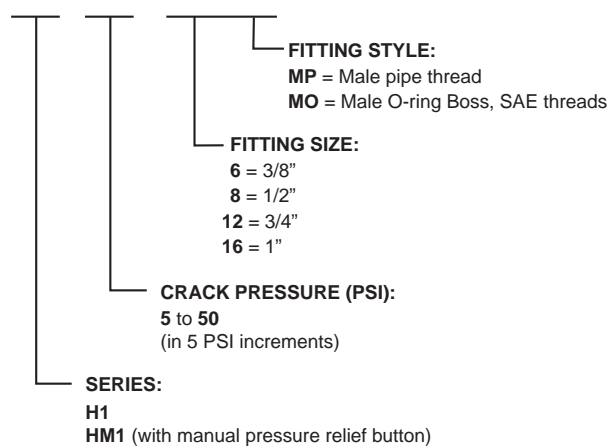 FITTING STYLE:
MP = Male pipe thread
MO = Male O-ring Boss, SAE threads
FITTING SIZE:
6 = 3/8”
8 = 1/2”
12 = 3/4”
16 = 1”
CRACK PRESSURE (PSI):
5 to 50
(in 5 PSI increments)
SERIES:
H1
HM1 (with manual pressure relief button)